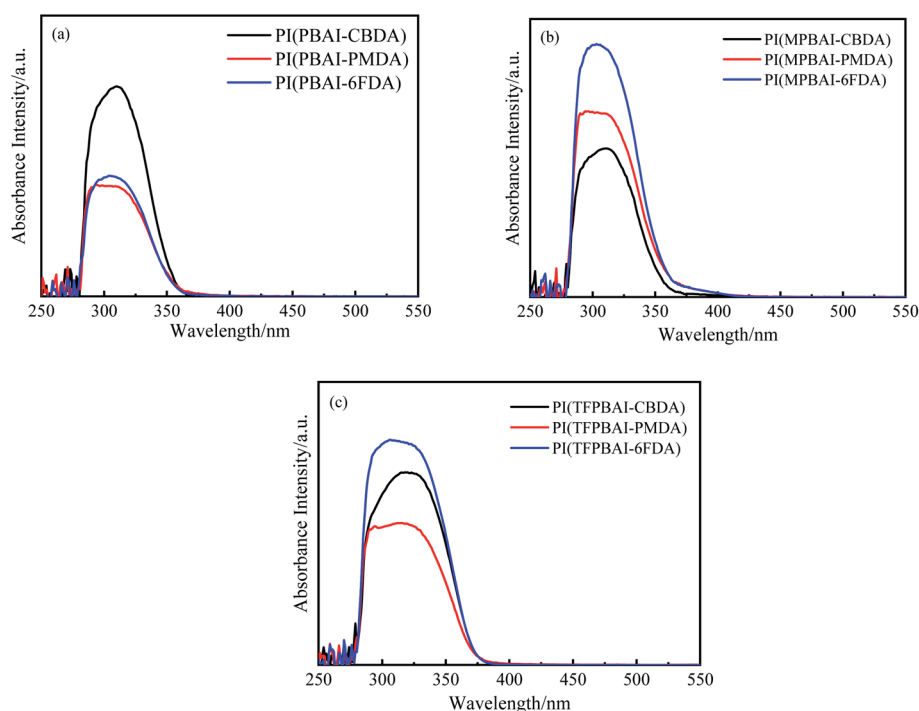 (a)
PI(PBAI-CBDA)
PI(PBAI-PMDA)
PI(PBAI-6FDA)
Absorbance Intensity/a.u.
250 300 350 400 450 500 550
Wavelength/nm
(b)
PI(MPBAI-CBDA)
PI(MPBAI-PMDA)
PI(MPBAI-6FDA)
Absorbance Intensity/a.u.
250 300 350 400 450 500 550
Wavelength/nm
(c)
PI(TFPBAI-CBDA)
PI(TFPBAI-PMDA)
PI(TFPBAI-6FDA)
Absorbance Intensity/a.u.
250 300 350 400 450 500 550
Wavelength/nm